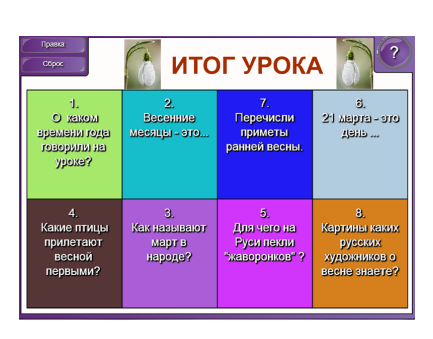 Правка
Сброс
ИТОГ УРОКА
?
1.
О каком
времени года
говорили на
уроке?
2.
Весенние
месяцы - это...
7.
Перечисли
приметы
ранней весны.
6.
21 марта - это
день ...
4.
Какие птицы
прилетают
весной
первыми?
3.
Как называют
март в
народе?
5.
Для чего на
Руси пекли
"жаворонков" ?
8.
Картины каких
русских
художников о
весне знаете?